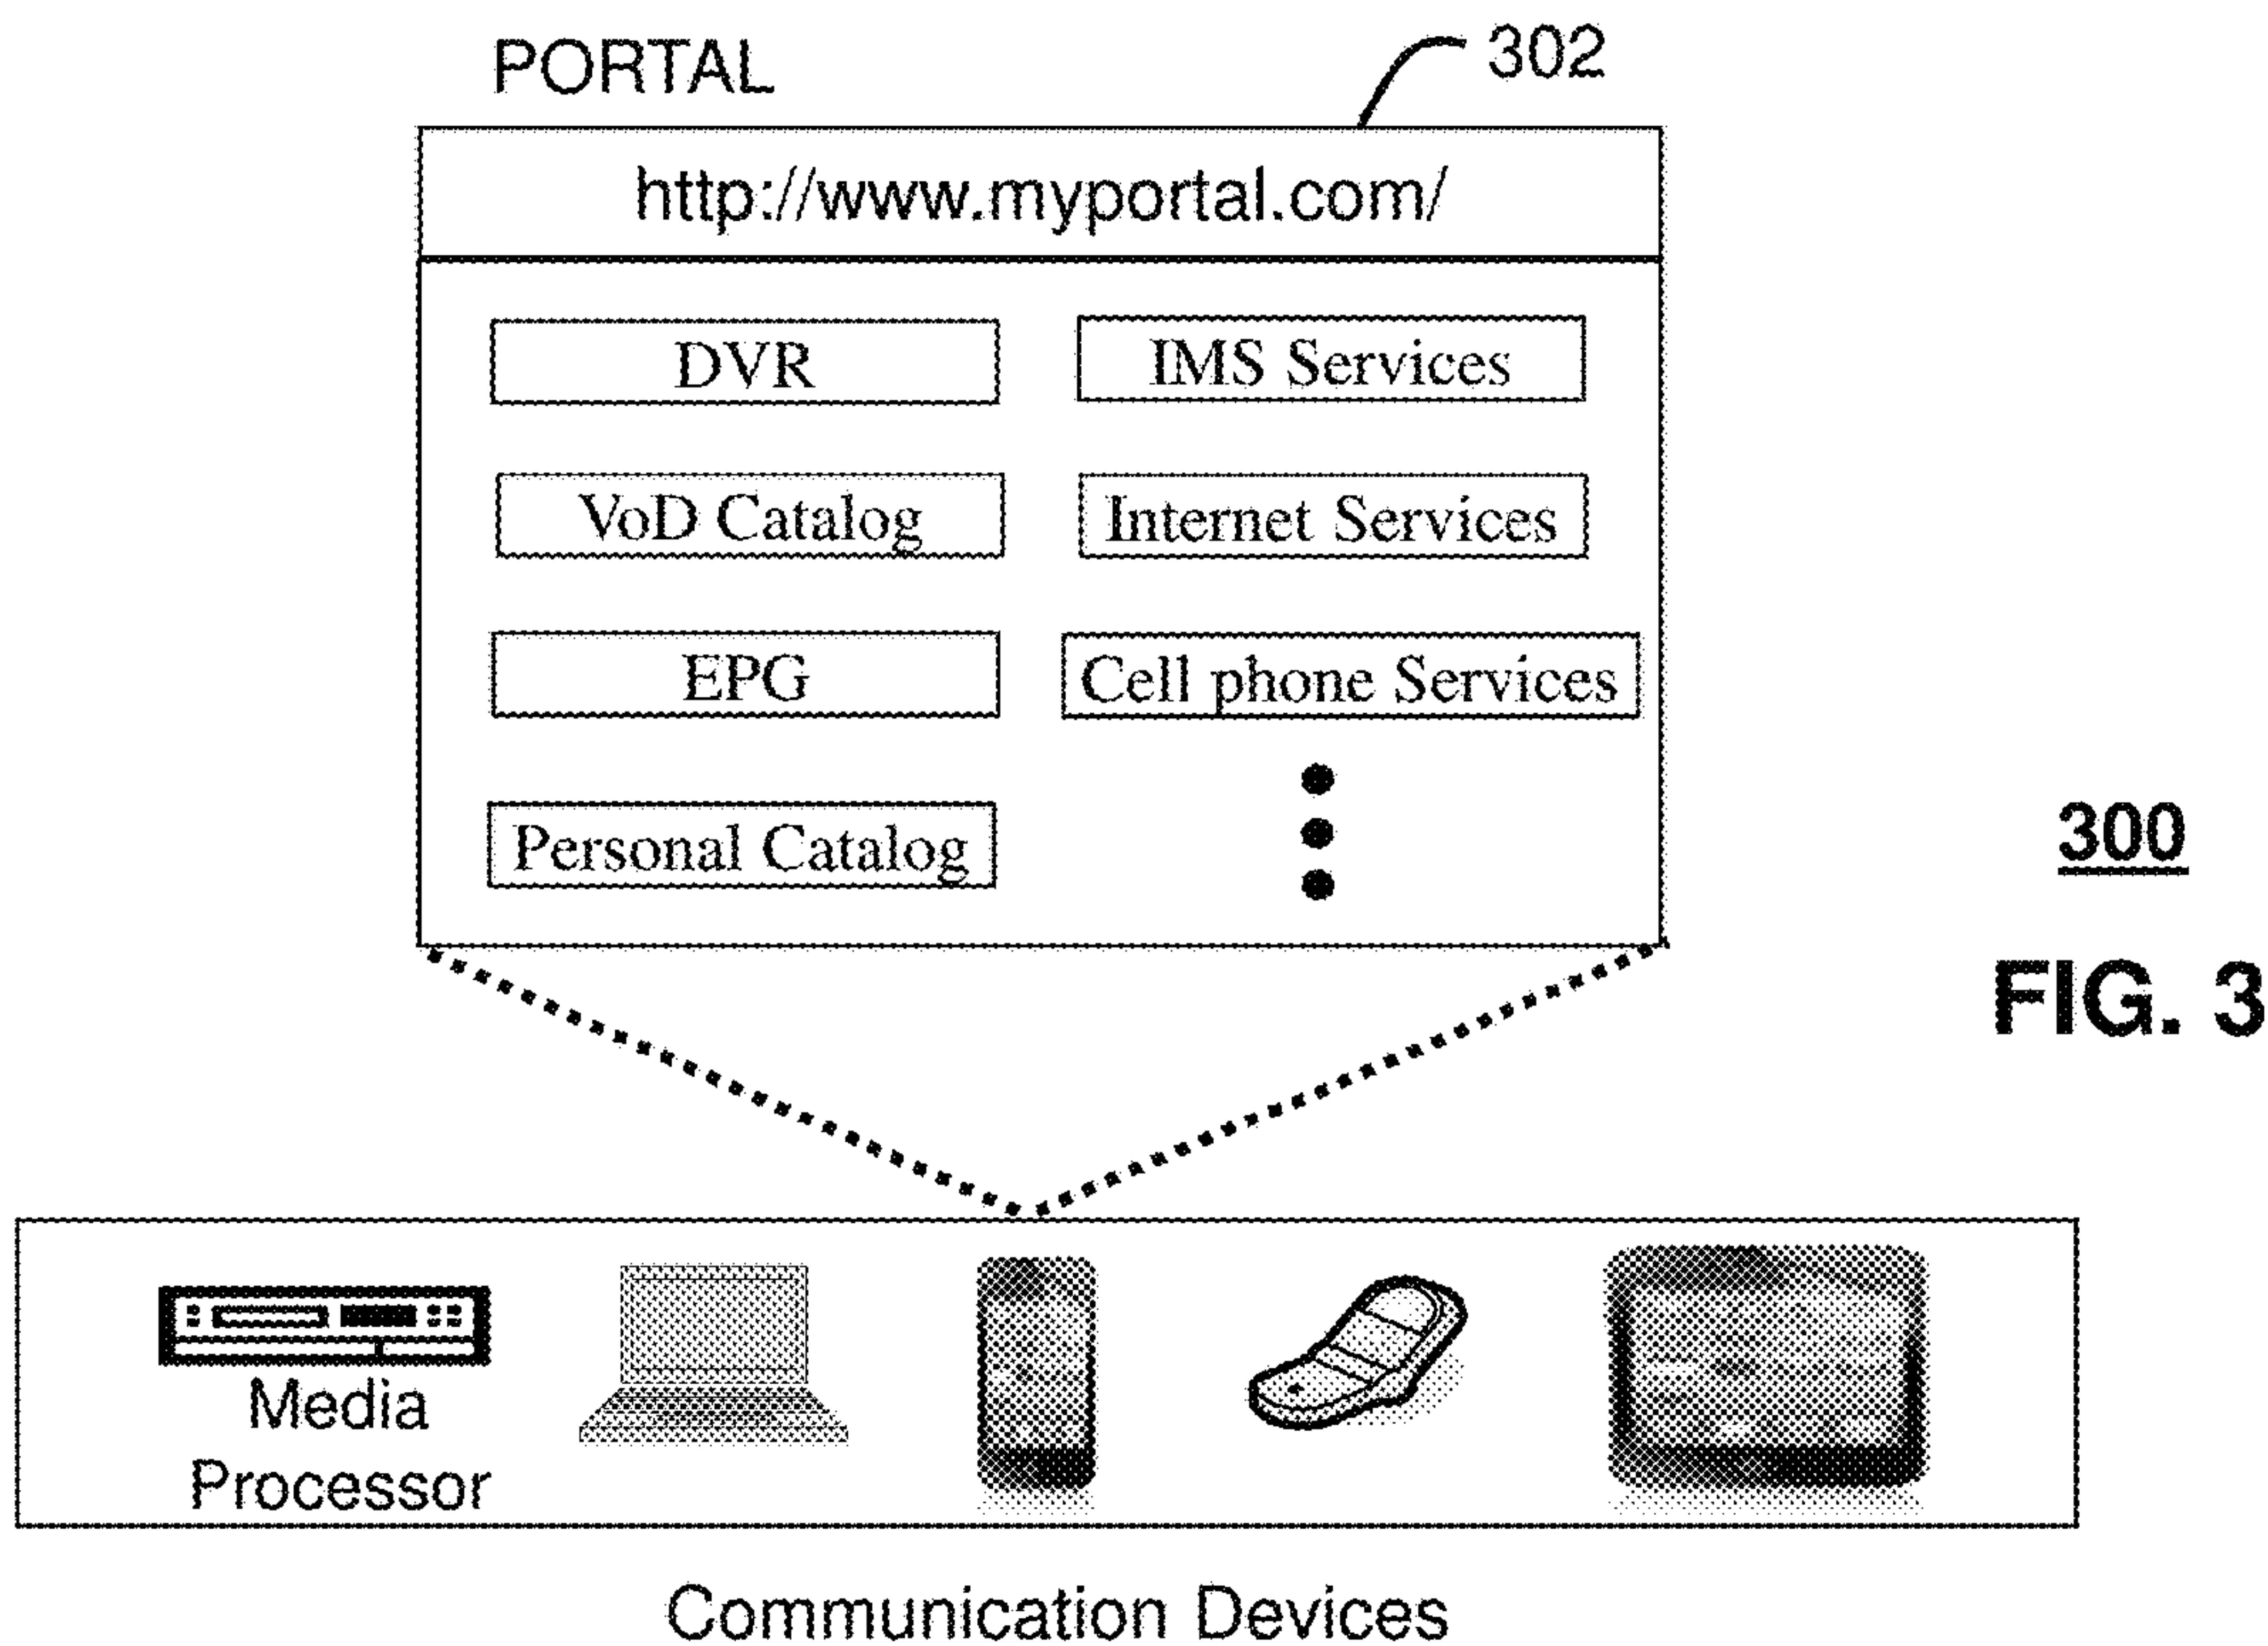 PORTAL
302
http://www.myportal.com/
DVR
IMS Services
VoD Catalog
Internet Services
EPG
Cell phone Services
Personal Catalog
300
FIG. 3
Media
Processor
Communication Devices